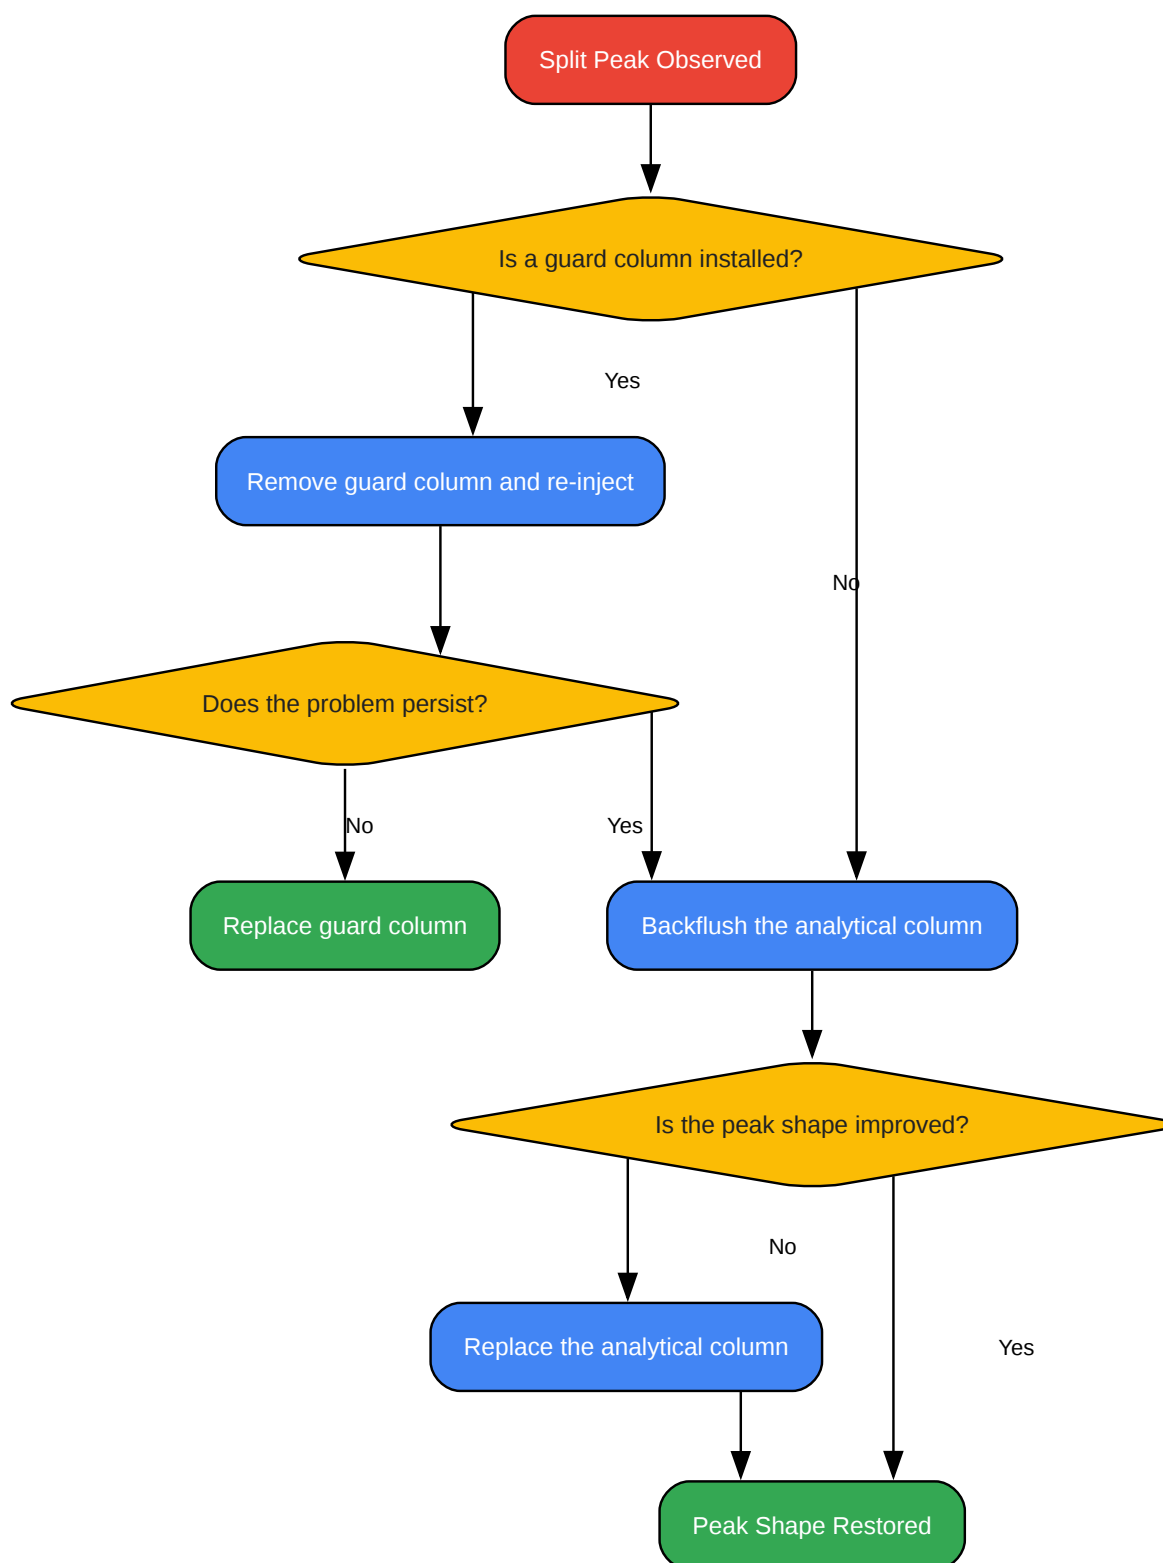 Split Peak Observed
Is a guard column installed?
Yes
Remove guard column and re-inject
No
Does the problem persist?
No
Yes
Replace guard column
Backflush the analytical column
Is the peak shape improved?
No
Replace the analytical column
Yes
Peak Shape Restored